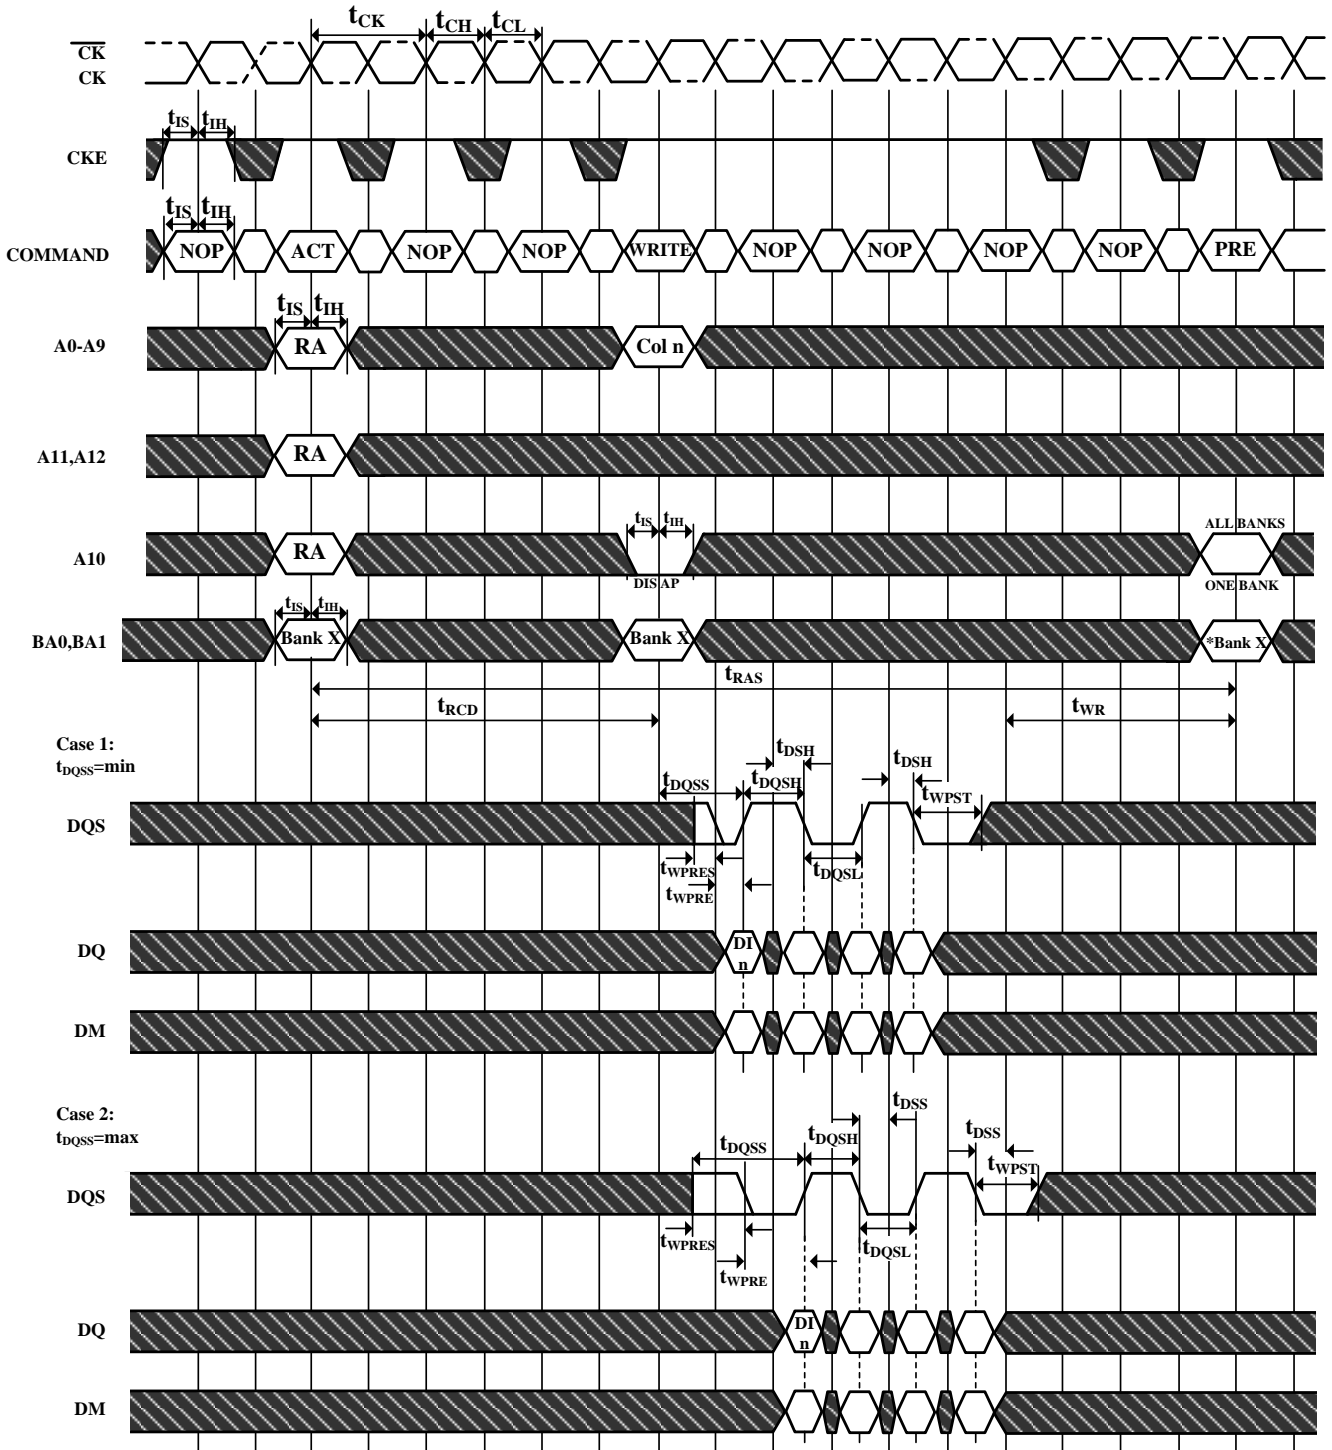 tCK tCH tCL
CK
CK
tIS tIH
CKE
tIS tIH
COMMAND NOP ACT NOP NOP WRITE NOP NOP NOP NOP PRE
tIS tIH
A0-A9 RA Col n
A11,A12 RA
tIS tIH ALL BANKS
A10 RA
DIS AP ONE BANK
tIS tIH
BA0,BA1 Bank X Bank X *Bank X
tRAS
tRCD tWR
Case 1:
tDQSS=min
tDSH tDSH
tDQSS tDQSH tWPST
DQS
tWPRES tDQSL
tWPRE
DQ DI
n
DM
Case 2:
tDQSS=max
tDSS tDSS
tDQSS tDQSH tWPST
DQS
tWPRES tDQSL
tWPRE
DQ DI
n
DM